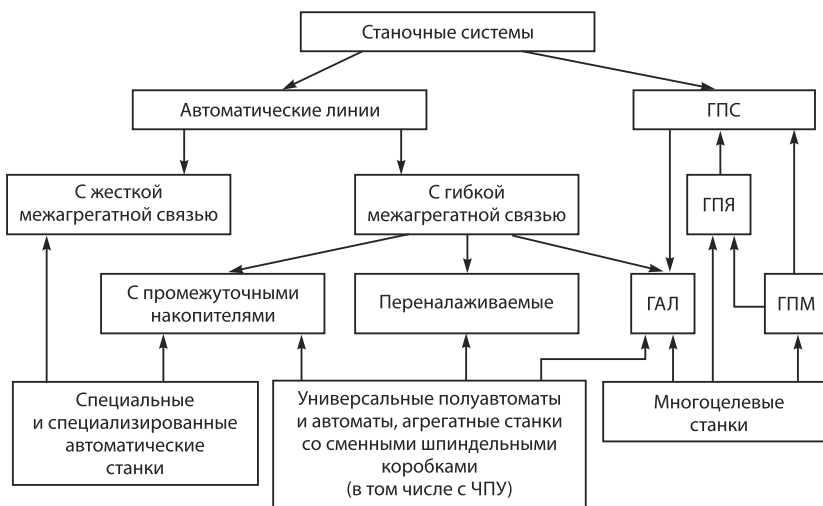 Станочные системы
Автоматические линии
ГПС
С жесткой
межагрегатной связью
С гибкой
межагрегатной связью
ГПЯ
С промежуточными
накопителями
Переналаживаемые
ГАЛ
ГПМ
Специальные
и специализированные
автоматические
станки
Универсальные полуавтоматы
и автоматы, агрегатные станки
со сменными шпиндельными
коробками
(в том числе с ЧПУ)
Многоцелевые
станки